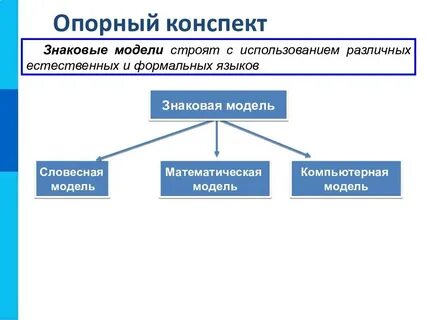 Опорный конспект
Знаковые модели строят с использованием различных
естественных и формальных языков
Знаковая модель
Словесная
модель
Математическая
модель
Компьютерная
модель